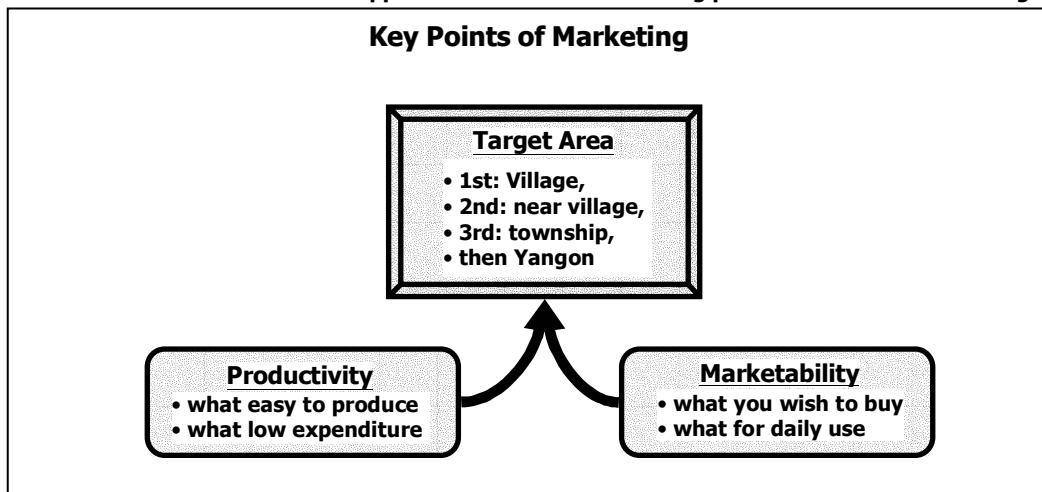 Key Points of Marketing
Target Area
• 1st: Village,
• 2nd: near village,
• 3rd: township,
• then Yangon
Productivity
• what easy to produce
• what low expenditure
Marketability
• what you wish to buy
• what for daily use